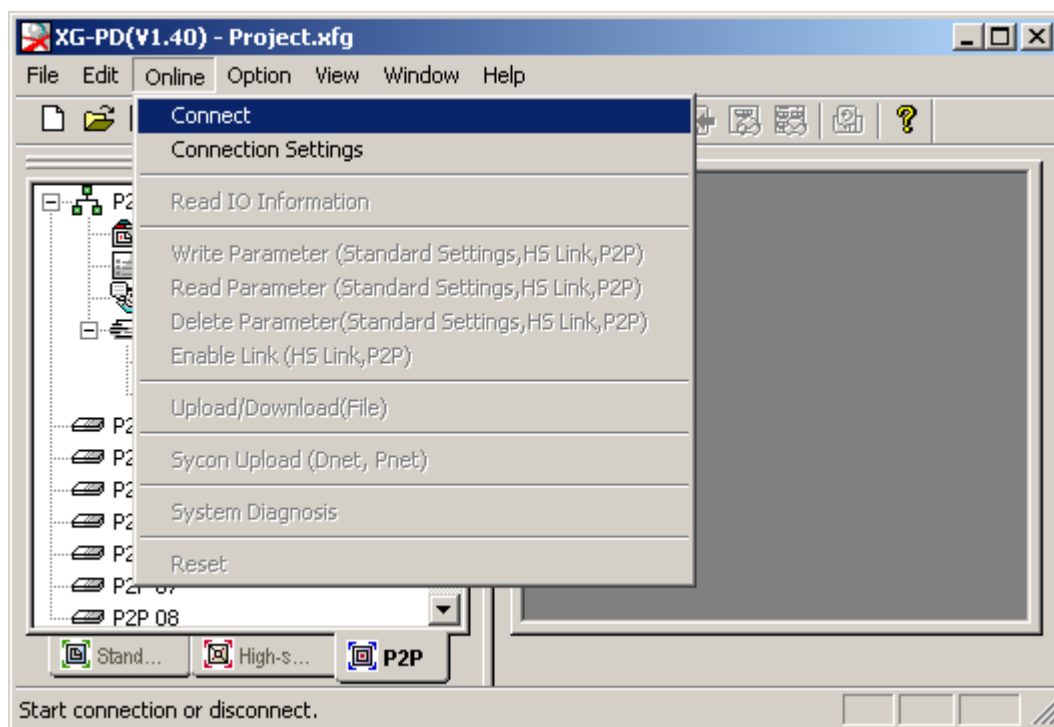 XG-PD(V1.40) - Project.xfg
File Edit Online Option View Window Help
Connect
Connection Settings
Read IO Information
Write Parameter (Standard Settings,HS Link,P2P)
Read Parameter (Standard Settings,HS Link,P2P)
Delete Parameter(Standard Settings,HS Link,P2P)
Enable Link (HS Link,P2P)
Upload/Download(File)
Sycon Upload (Dnet, Pnet)
System Diagnosis
Reset
P2P 07
P2P 08
Stand... High-s... P2P
Start connection or disconnect.